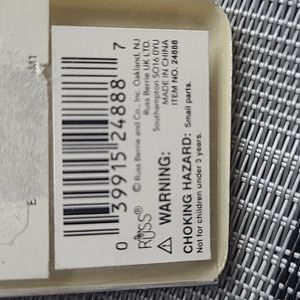 RUSS® © Russ Berrie and Co., Inc. Oakland, NJ
Russ Berrie UK LTD.
Southampton SO16 0YU
MADE IN CHINA
ITEM NO. 24888
0 39915 24888 7
⚠ WARNING:
CHOKING HAZARD: Small parts.
Not for children under 3 years.
E